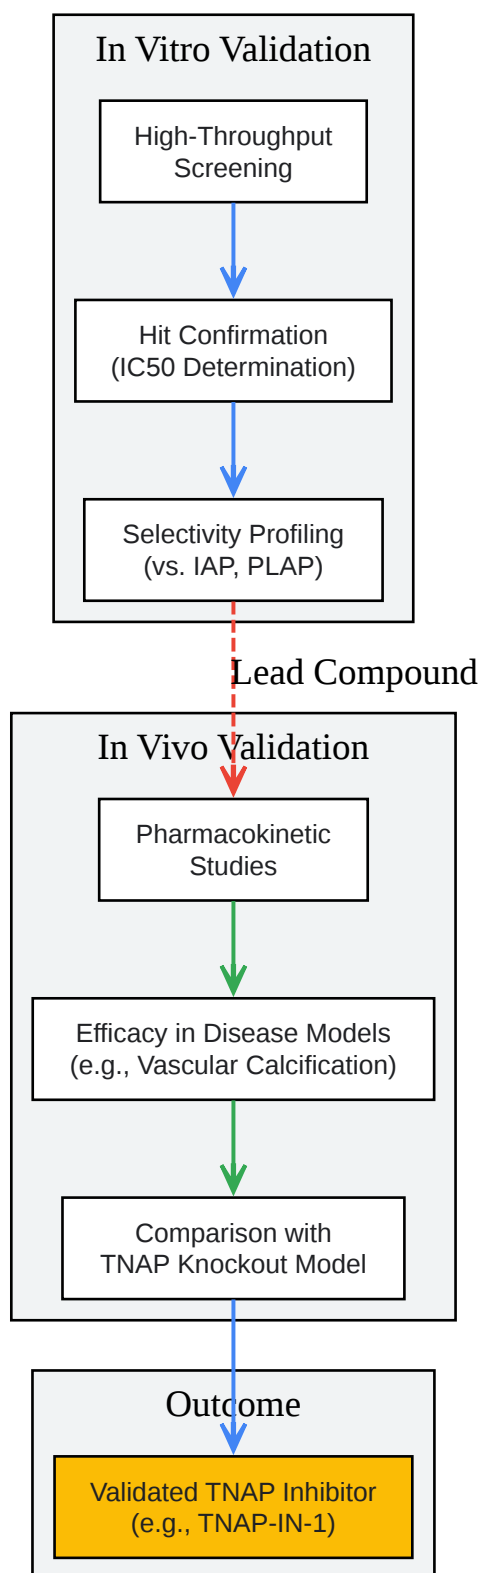 In Vitro Validation
High-Throughput
Screening
Hit Confirmation
(IC50 Determination)
Selectivity Profiling
(vs. IAP, PLAP)
Lead Compound
In Vivo Validation
Pharmacokinetic
Studies
Efficacy in Disease Models
(e.g., Vascular Calcification)
Comparison with
TNAP Knockout Model
Outcome
Validated TNAP Inhibitor
(e.g., TNAP-IN-1)